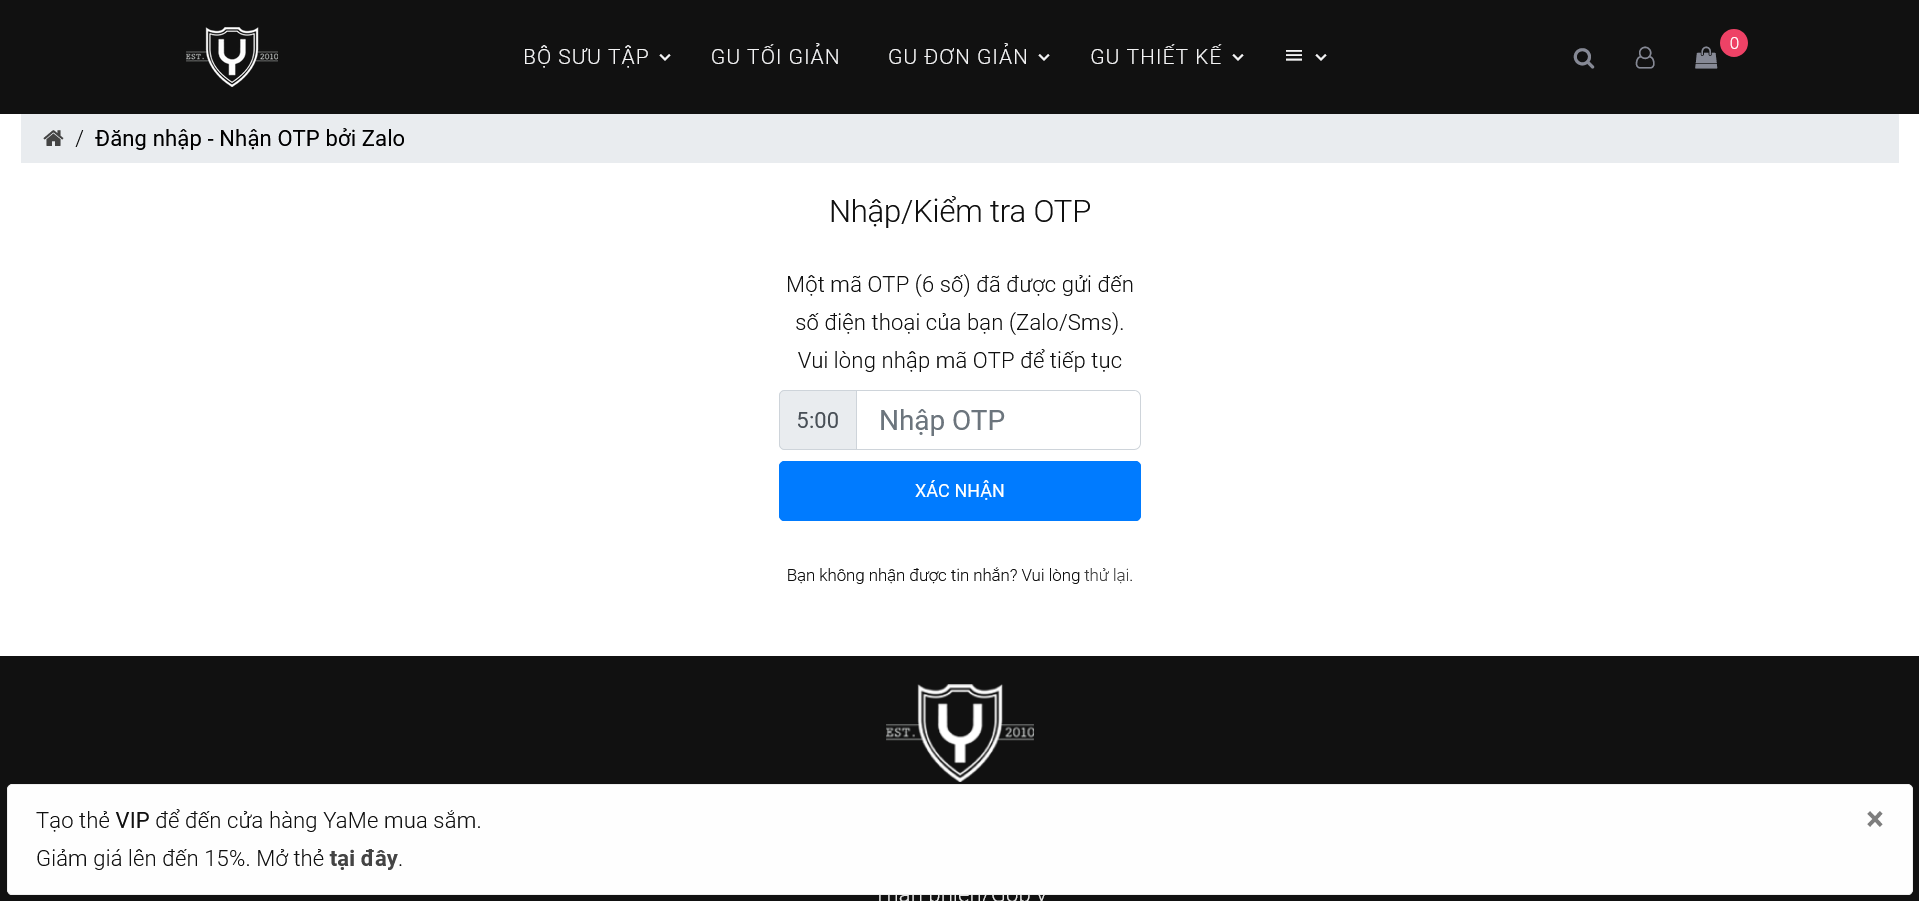 EST. Y 2010
BỘ SƯU TẬP GU TỐI GIẢN GU ĐƠN GIẢN GU THIẾT KẾ
0
/ Đăng nhập - Nhận OTP bởi Zalo
Nhập/Kiểm tra OTP
Một mã OTP (6 số) đã được gửi đến
số điện thoại của bạn (Zalo/Sms).
Vui lòng nhập mã OTP để tiếp tục
5:00 Nhập OTP
XÁC NHẬN
Bạn không nhận được tin nhắn? Vui lòng thử lại.
EST. Y 2010
Tạo thẻ VIP để đến cửa hàng YaMe mua sắm. ×
Giảm giá lên đến 15%. Mở thẻ tại đây.